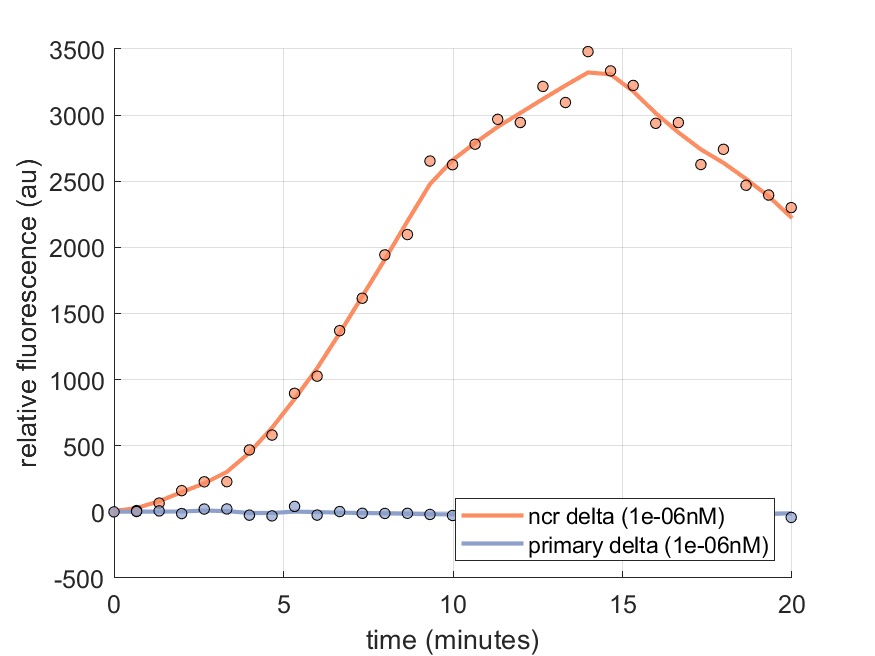 3500
3000
2500
2000
1500
1000
500
0
-500
relative fluorescence (au)
0 5 10 15 20
time (minutes)
ncr delta (1e-06nM)
primary delta (1e-06nM)